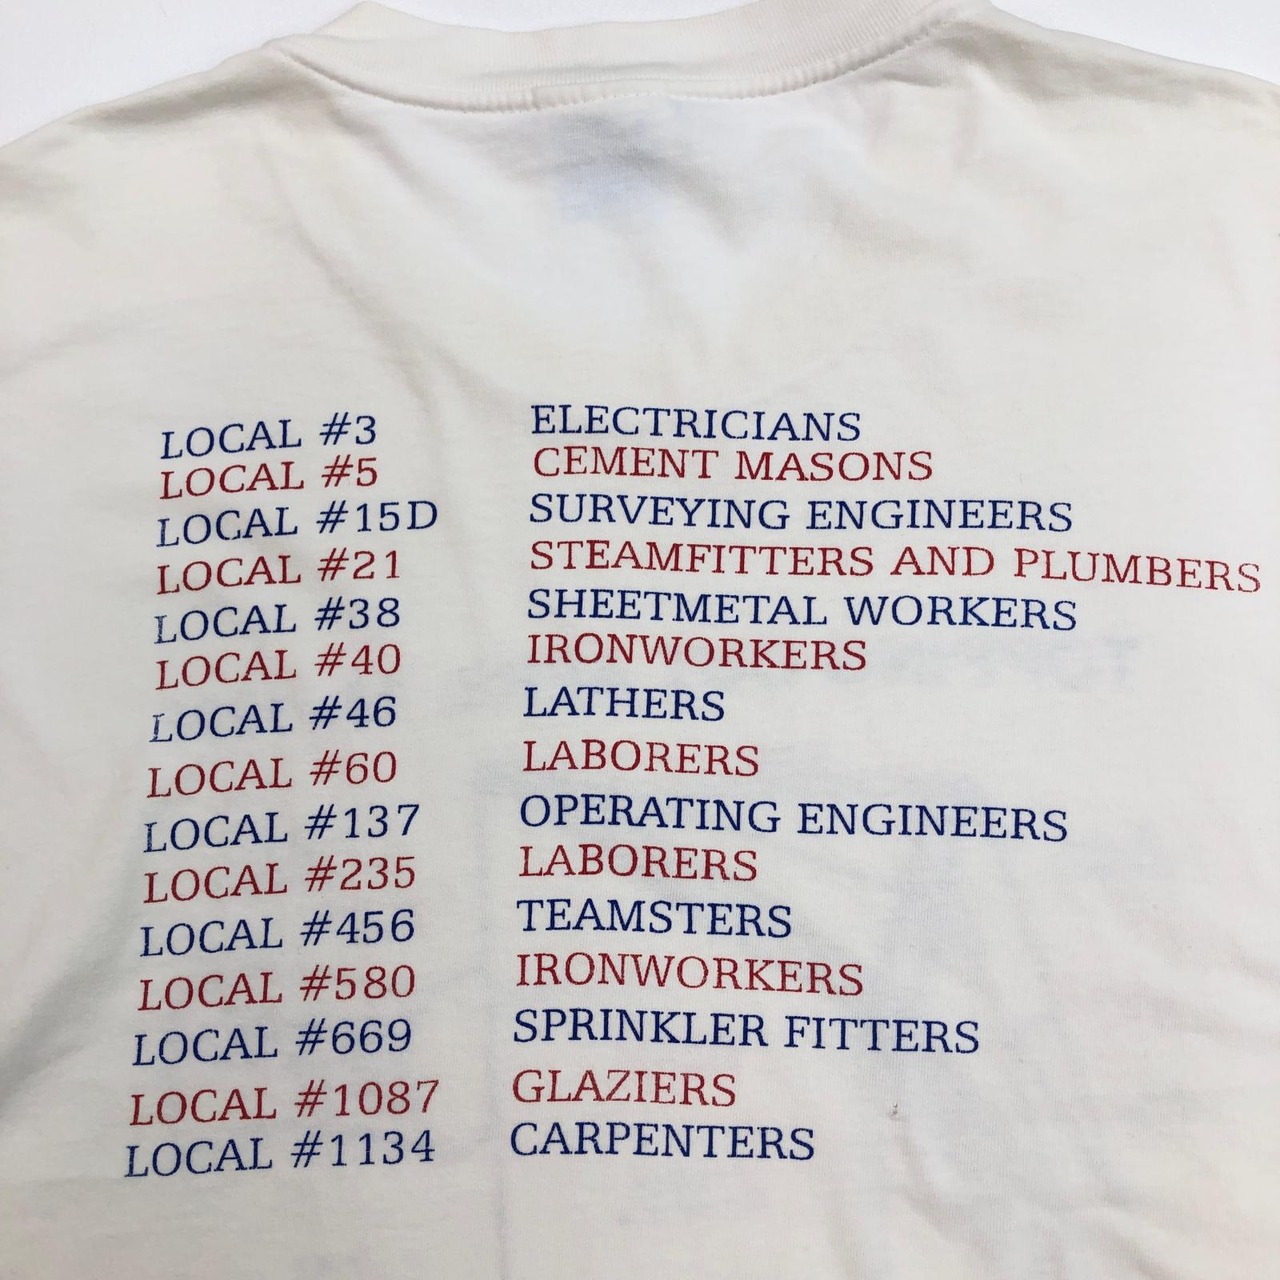 LOCAL #3 ELECTRICIANS
LOCAL #5 CEMENT MASONS
LOCAL #15D SURVEYING ENGINEERS
LOCAL #21 STEAMFITTERS AND PLUMBERS
LOCAL #38 SHEETMETAL WORKERS
LOCAL #40 IRONWORKERS
LOCAL #46 LATHERS
LOCAL #60 LABORERS
LOCAL #137 OPERATING ENGINEERS
LOCAL #235 LABORERS
LOCAL #456 TEAMSTERS
LOCAL #580 IRONWORKERS
LOCAL #669 SPRINKLER FITTERS
LOCAL #1087 GLAZIERS
LOCAL #1134 CARPENTERS